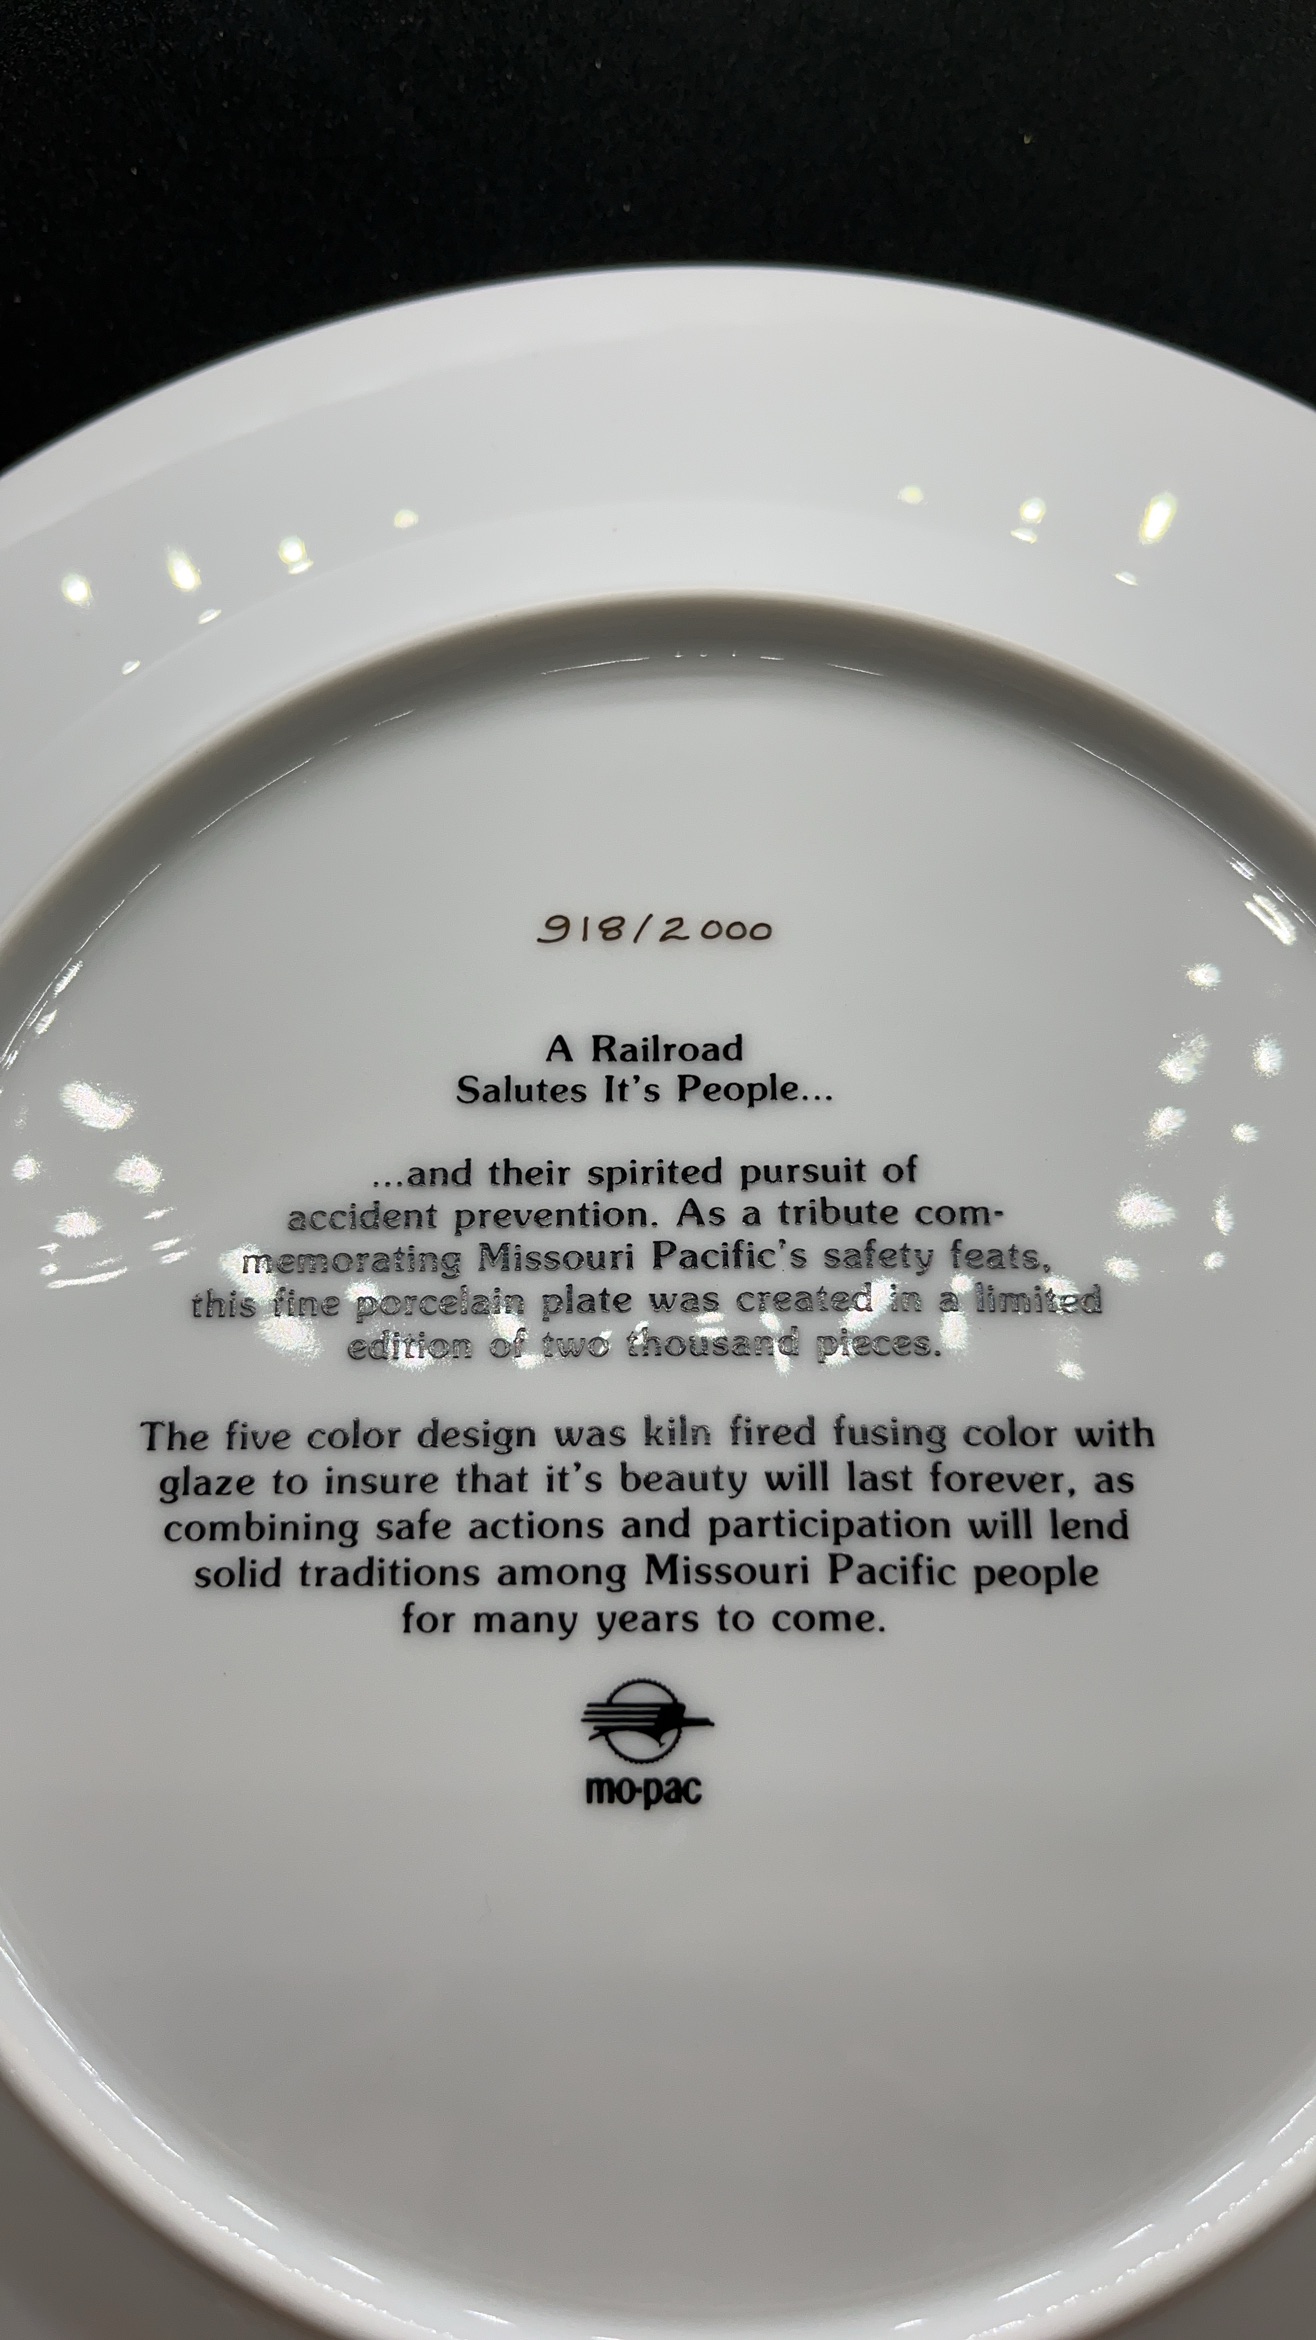 918/2000
A Railroad
Salutes It's People...
...and their spirited pursuit of
accident prevention. As a tribute com-
memorating Missouri Pacific's safety feats,
this fine porcelain plate was created in a limited
edition of two thousand pieces.
The five color design was kiln fired fusing color with
glaze to insure that it's beauty will last forever, as
combining safe actions and participation will lend
solid traditions among Missouri Pacific people
for many years to come.
mo·pac